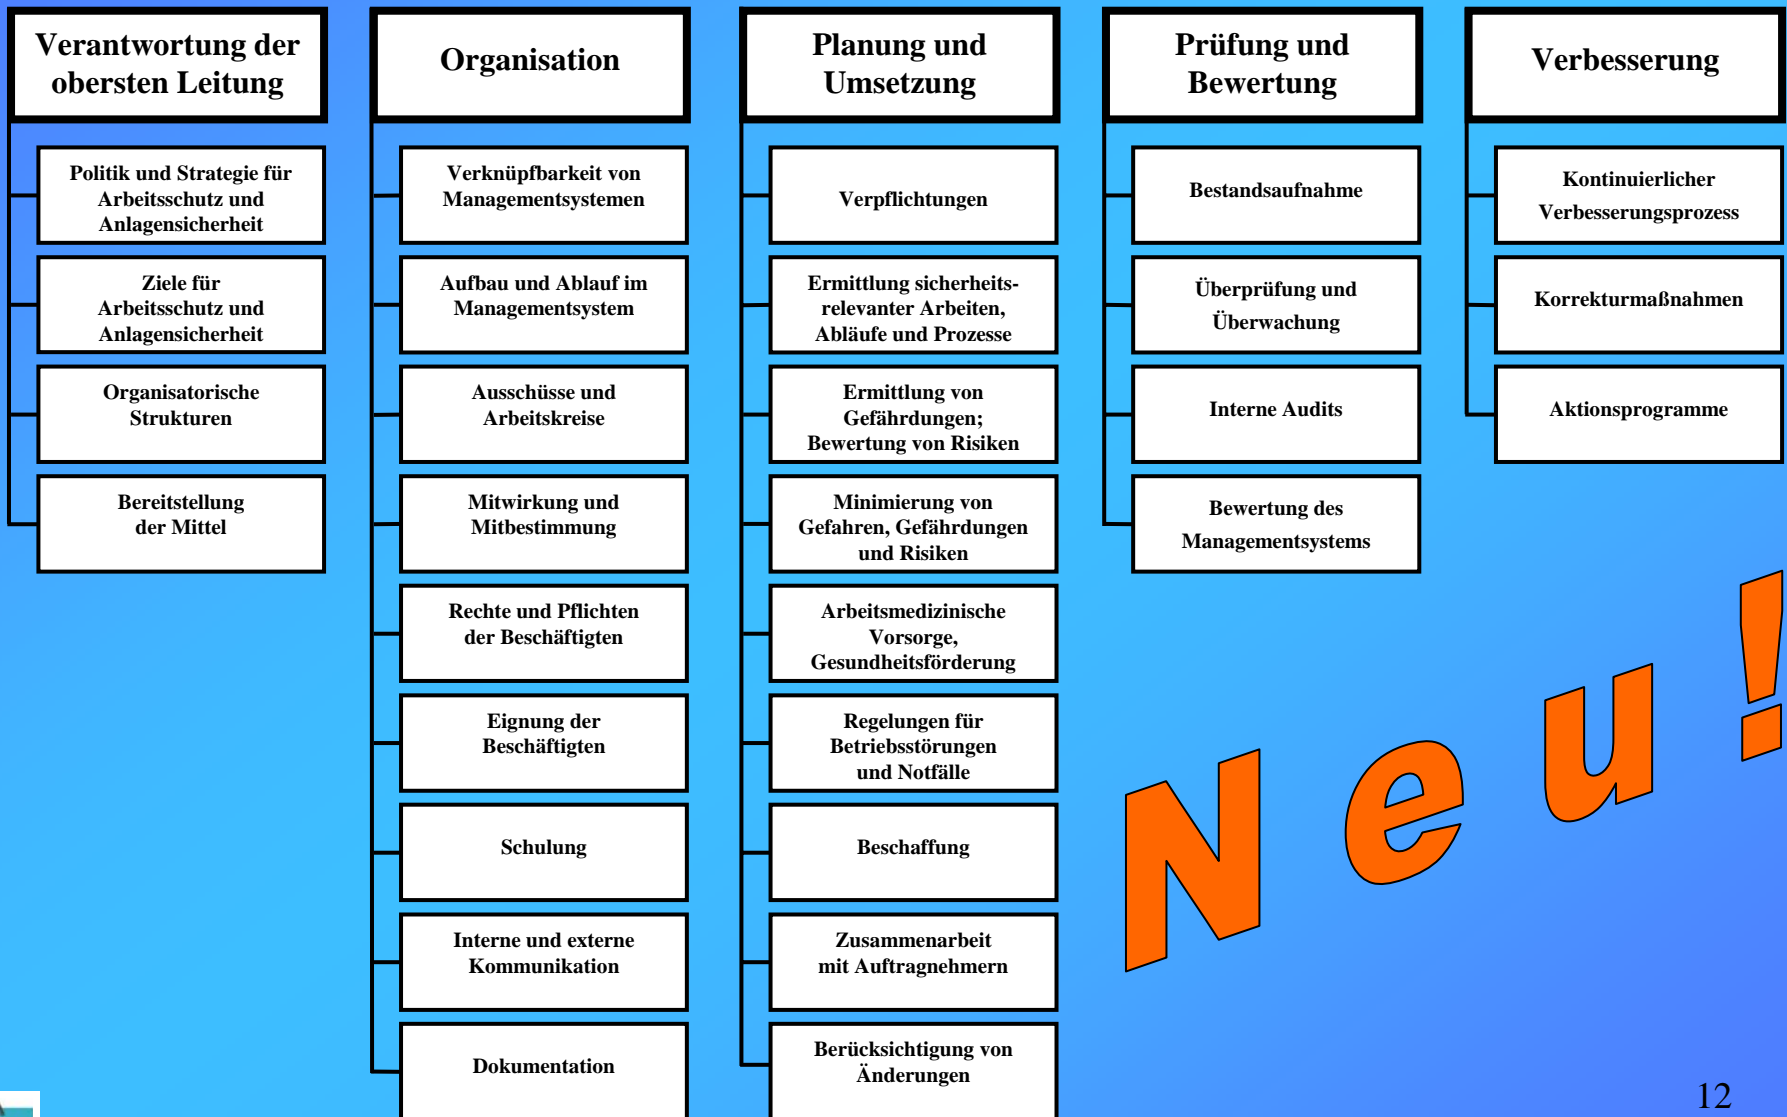 Verantwortung der
obersten Leitung
Politik und Strategie für
Arbeitsschutz und
Anlagensicherheit
Ziele für
Arbeitsschutz und
Anlagensicherheit
Organisatorische
Strukturen
Bereitstellung
der Mittel
Organisation
Verknüpfbarkeit von
Managementsystemen
Aufbau und Ablauf im
Managementsystem
Ausschüsse und
Arbeitskreise
Mitwirkung und
Mitbestimmung
Rechte und Pflichten
der Beschäftigten
Eignung der
Beschäftigten
Schulung
Interne und externe
Kommunikation
Dokumentation
Planung und
Umsetzung
Verpflichtungen
Ermittlung sicherheits-
relevanter Arbeiten,
Abläufe und Prozesse
Ermittlung von
Gefährdungen;
Bewertung von Risiken
Minimierung von
Gefahren, Gefährdungen
und Risiken
Arbeitsmedizinische
Vorsorge,
Gesundheitsförderung
Regelungen für
Betriebsstörungen
und Notfälle
Beschaffung
Zusammenarbeit
mit Auftragnehmern
Berücksichtigung von
Änderungen
Prüfung und
Bewertung
Bestandsaufnahme
Überprüfung und
Überwachung
Interne Audits
Bewertung des
Managementsystems
Verbesserung
Kontinuierlicher
Verbesserungsprozess
Korrekturmaßnahmen
Aktionsprogramme
Neu!
12